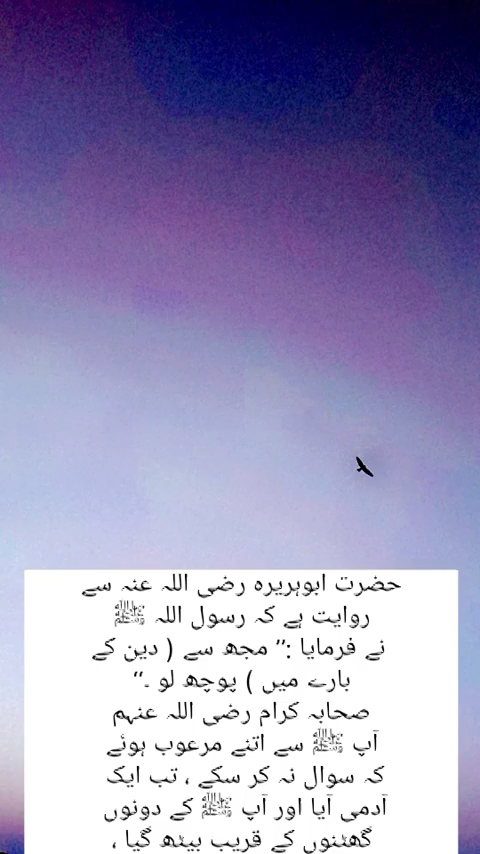 حضرت ابوہریرہ رضی اللہ عنہ سے
روایت ہے کہ رسول اللہ ﷺ
نے فرمایا :’’ مجھ سے ( دین کے
بارے میں ) پوچھ لو ۔‘‘
صحابہ کرام رضی اللہ عنہم
آپ ﷺ سے اتنے مرعوب ہوئے
کہ سوال نہ کر سکے ، تب ایک
آدمی آیا اور آپ ﷺ کے دونوں
گھٹنوں کے قریب بیٹھ گیا ،